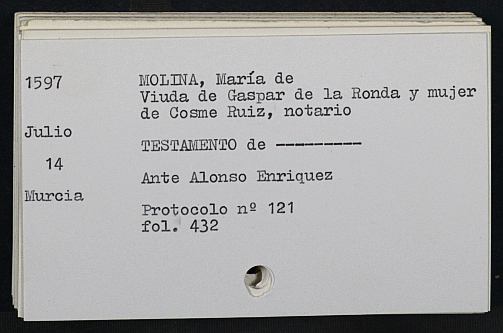 1597 MOLINA, María de
Viuda de Gaspar de la Ronda y mujer
de Cosme Ruiz, notario
Julio
TESTAMENTO de ---------
14
Ante Alonso Enriquez
Murcia
Protocolo nº 121
fol. 432